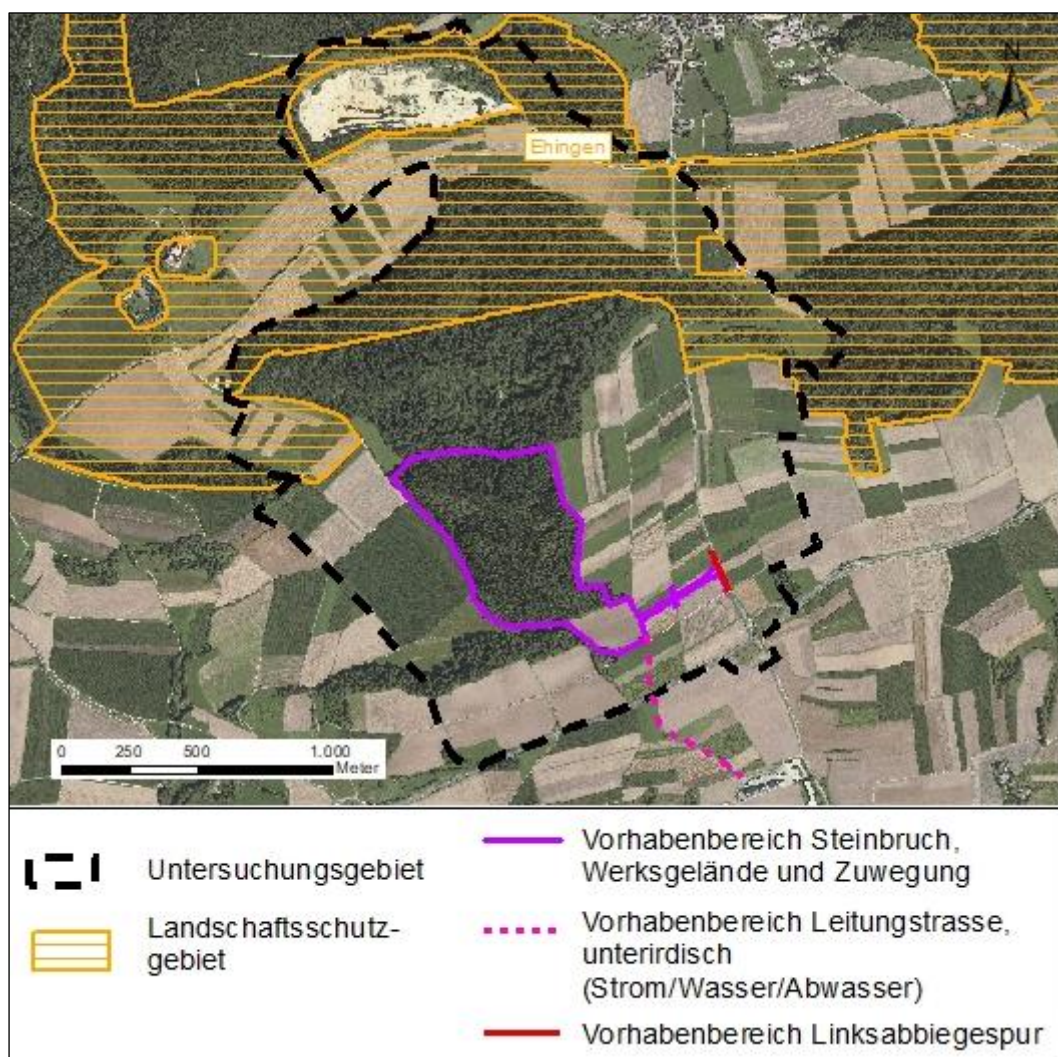 N
Ehingen
0 250 500 1.000
Meter
Untersuchungsgebiet
Landschaftsschutz-
gebiet
Vorhabenbereich Steinbruch,
Werksgelände und Zuwegung
Vorhabenbereich Leitungstrasse,
unterirdisch
(Strom/Wasser/Abwasser)
Vorhabenbereich Linksabbiegespur